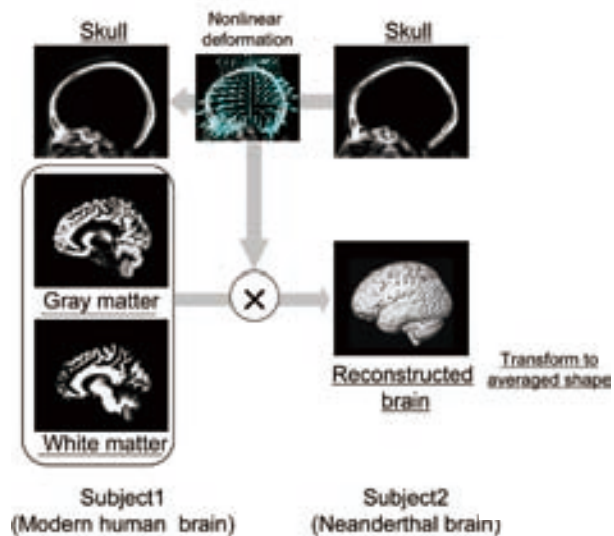 Skull
Nonlinear
deformation
Skull
Gray matter
White matter
Reconstructed
brain
Transform to
averaged shape
Subject1
(Modern human brain)
Subject2
(Neanderthal brain)